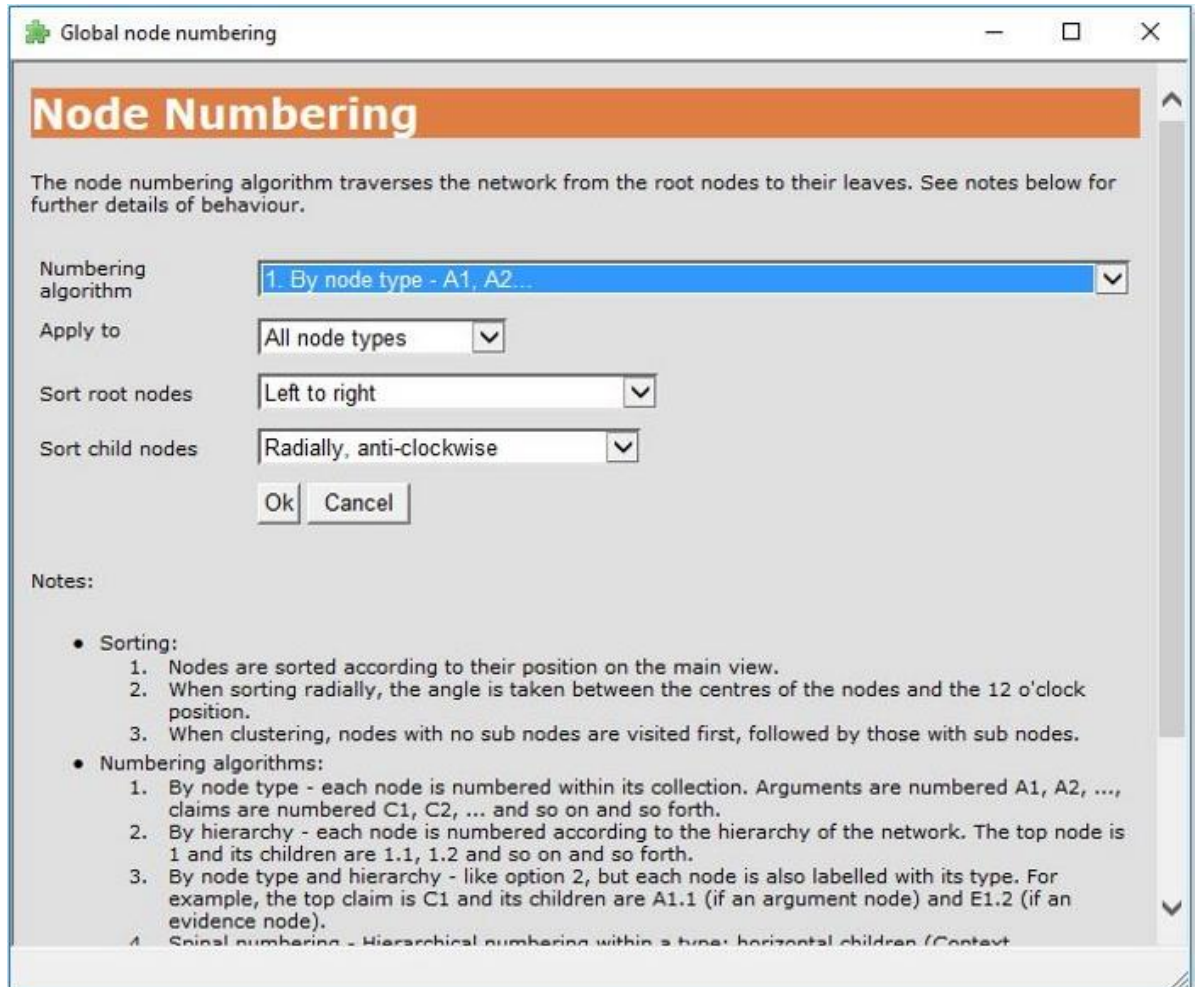 Global node numbering
Node Numbering
The node numbering algorithm traverses the network from the root nodes to their leaves. See notes below for
further details of behaviour.
Numbering
algorithm
1. By node type - A1, A2...
Apply to
All node types
Sort root nodes
Left to right
Sort child nodes
Radially, anti-clockwise
Ok Cancel
Notes:
• Sorting:
1. Nodes are sorted according to their position on the main view.
2. When sorting radially, the angle is taken between the centres of the nodes and the 12 o'clock
position.
3. When clustering, nodes with no sub nodes are visited first, followed by those with sub nodes.
• Numbering algorithms:
1. By node type - each node is numbered within its collection. Arguments are numbered A1, A2, ...,
claims are numbered C1, C2, ... and so on and so forth.
2. By hierarchy - each node is numbered according to the hierarchy of the network. The top node is
1 and its children are 1.1, 1.2 and so on and so forth.
3. By node type and hierarchy - like option 2, but each node is also labelled with its type. For
example, the top claim is C1 and its children are A1.1 (if an argument node) and E1.2 (if an
evidence node).
4. Spinal numbering - Hierarchical numbering within a type: horizontal children (Context